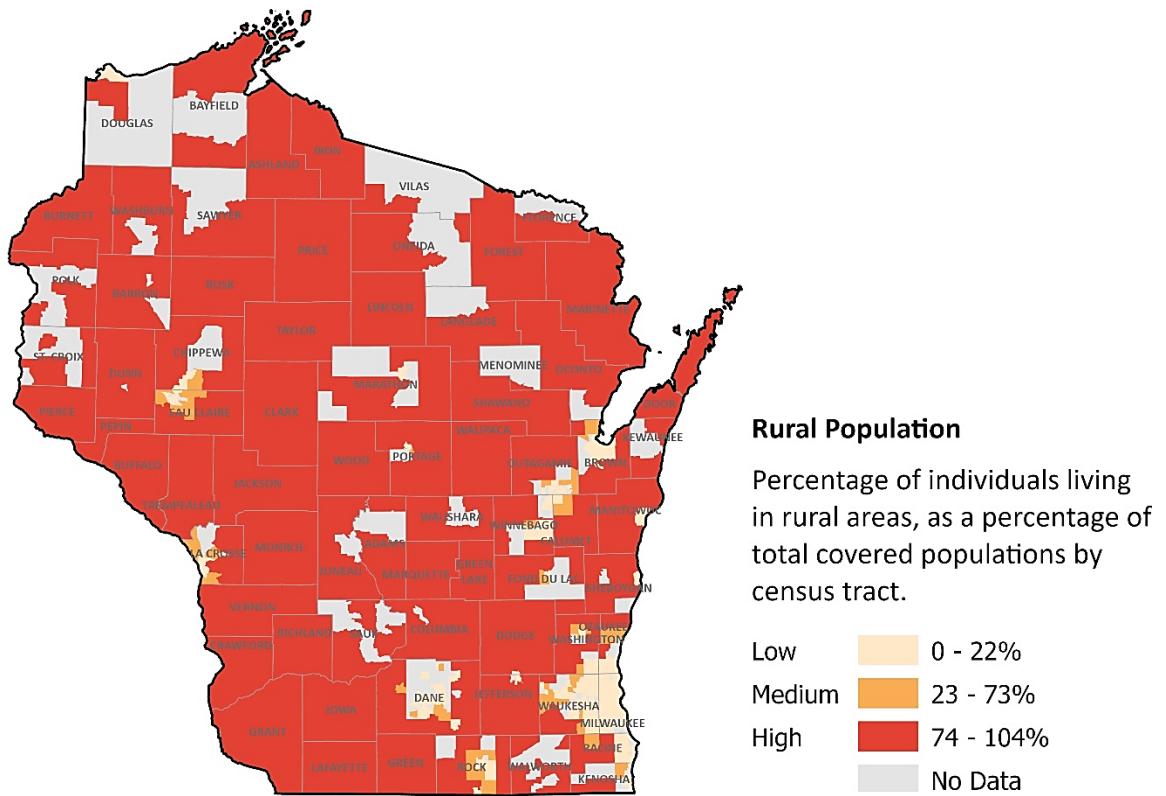 BAYFIELD
DOUGLAS
ASHLAND
IRON
VILAS
BURNETT
WASHBURN
SAWYER
FLORENCE
PRICE
ONEIDA
FOREST
POLK
BARRON
RUSK
LINCOLN
LANGLADE
MARINETTE
TAYLOR
ST. CROIX
CHIPPEWA
DUNN
MARATHON
MENOMINEE
OCONTO
PIERCE
EAU CLAIRE
CLARK
SHAWANO
DOOR
PEPIN
WAUPACA
KEWAUNEE
BUFFALO
WOOD
PORTAGE
OUTAGAMIE
BROWN
JACKSON
TREMPEALEAU
WAUSHARA
WINNEBAGO
MANITOWOC
CALUMET
LA CROSSE
MONROE
ADAMS
JUNEAU
MARQUETTE
GREEN
LAKE
FOND DU LAC
SHEBOYGAN
VERNON
RICHLAND
SAUK
COLUMBIA
DODGE
OZAUKEE
WASHINGTON
CRAWFORD
DANE
JEFFERSON
WAUKESHA
MILWAUKEE
IOWA
GRANT
LAFAYETTE
GREEN
ROCK
WALWORTH
RACINE
KENOSHA
Rural Population
Percentage of individuals living
in rural areas, as a percentage of
total covered populations by
census tract.
Low 0 - 22%
Medium 23 - 73%
High 74 - 104%
No Data